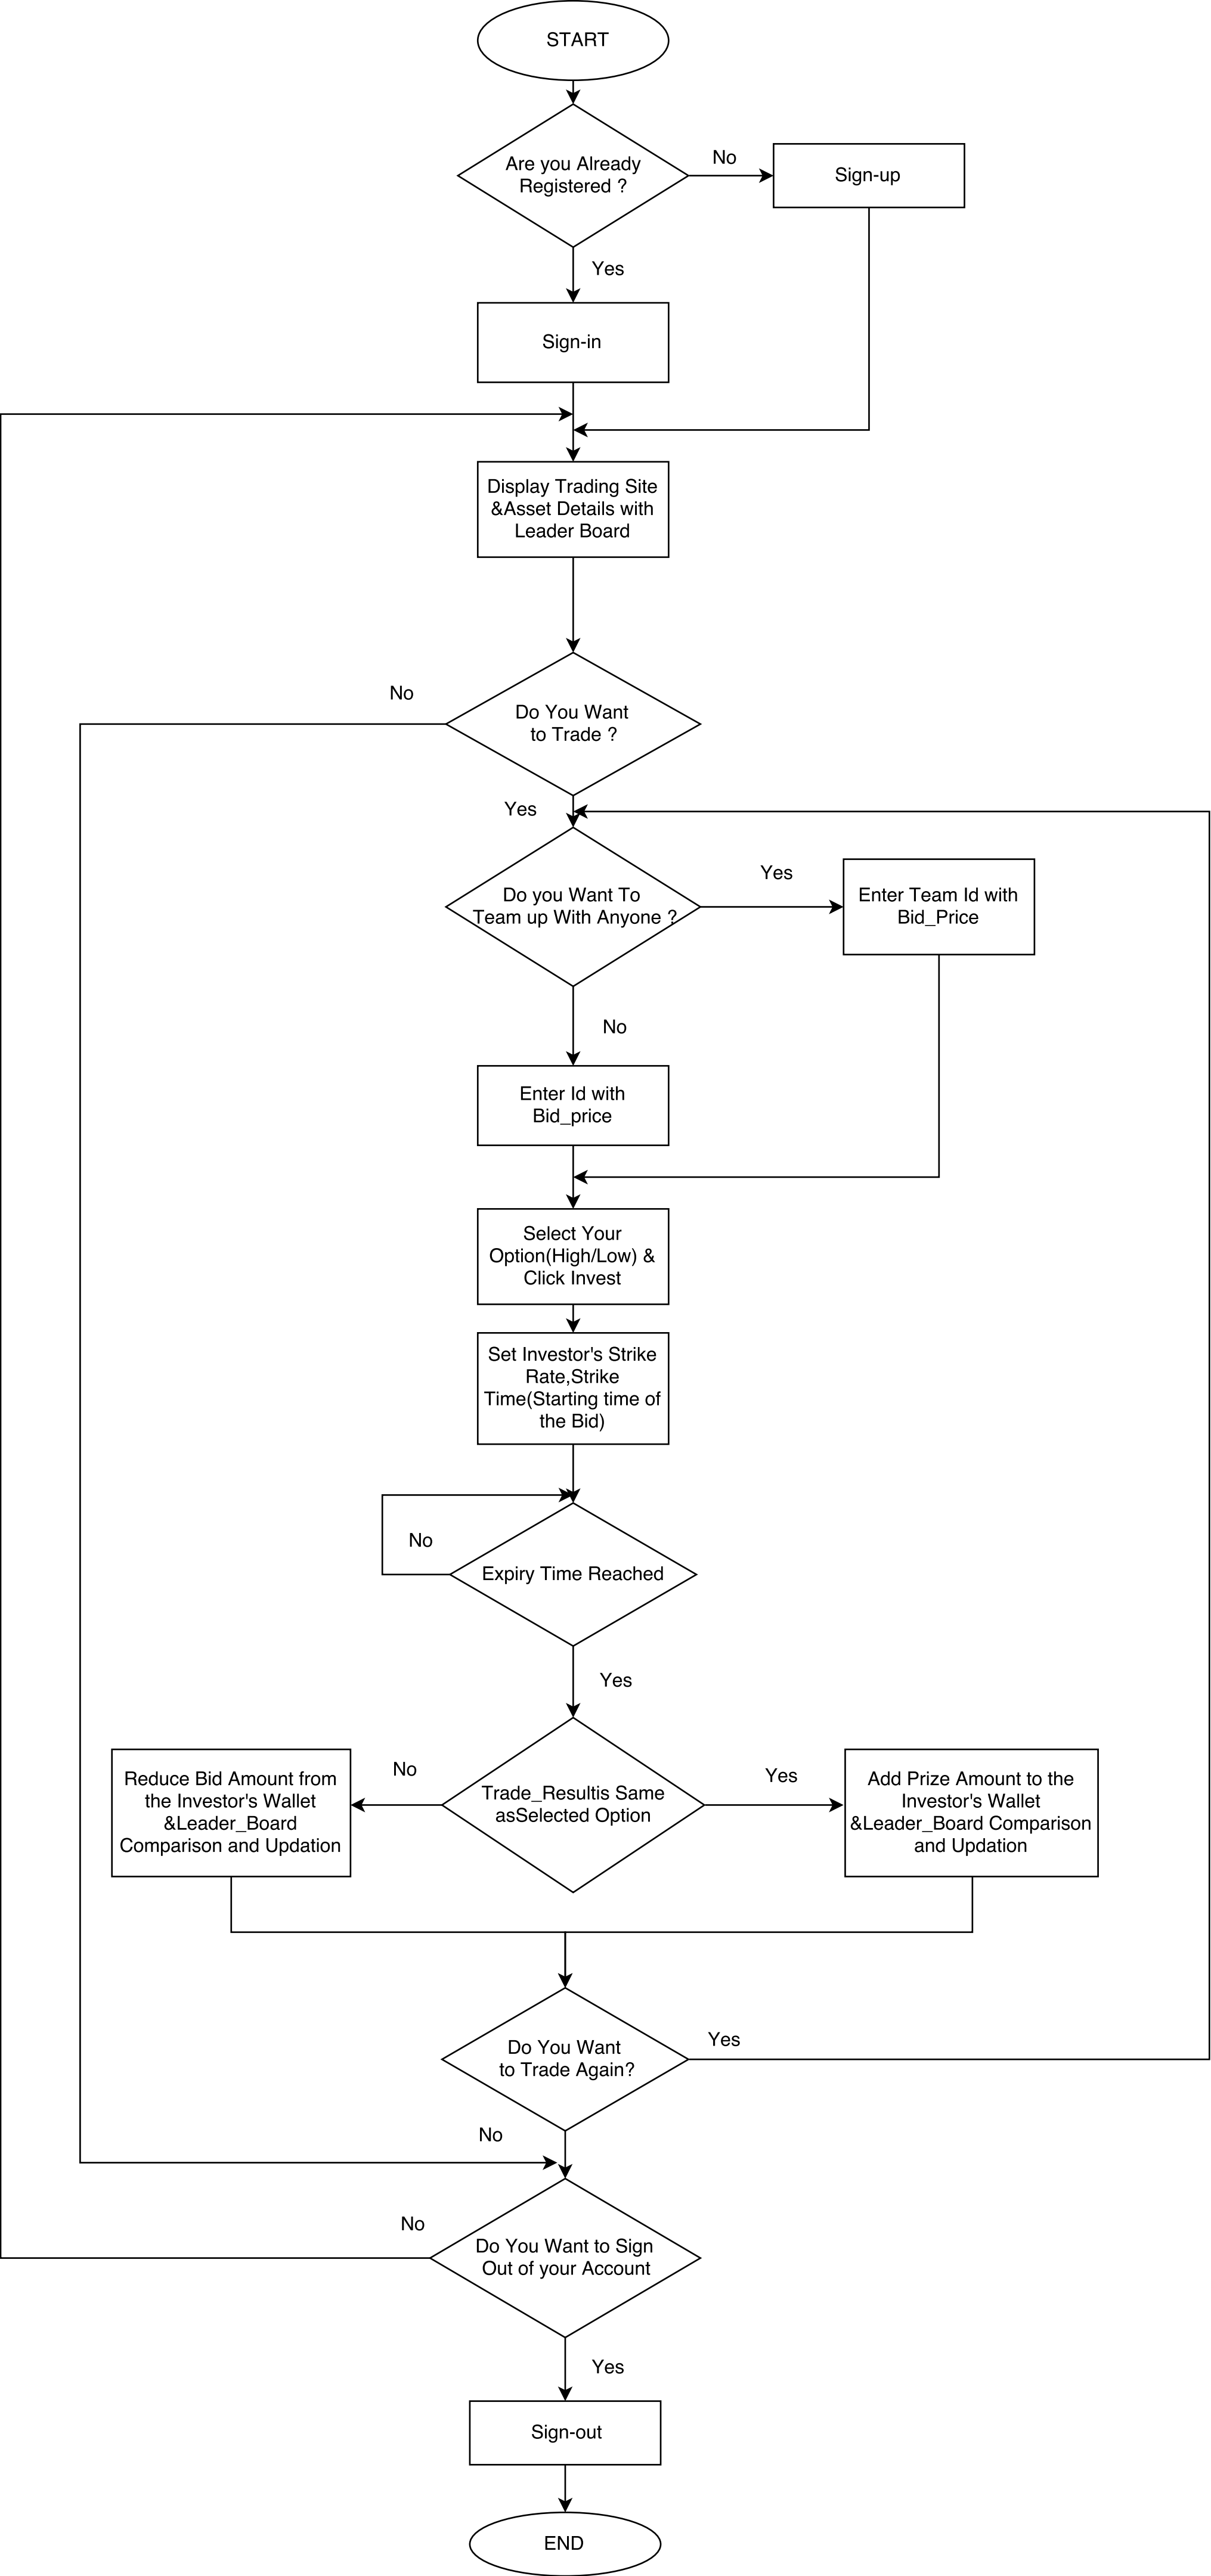 START
Are you Already
Registered ?
No
Sign-up
Yes
Sign-in
Display Trading Site
&Asset Details with
Leader Board
No
Do You Want
to Trade ?
Yes
Do you Want To
Team up With Anyone ?
Yes
Enter Team Id with
Bid_Price
No
Enter Id with
Bid_price
Select Your
Option(High/Low) &
Click Invest
Set Investor's Strike
Rate,Strike
Time(Starting time of
the Bid)
No
Expiry Time Reached
Yes
Reduce Bid Amount from
the Investor's Wallet
&Leader_Board
Comparison and Updation
No
Trade_Resultis Same
asSelected Option
Yes
Add Prize Amount to the
Investor's Wallet
&Leader_Board Comparison
and Updation
Do You Want
to Trade Again?
Yes
No
No
Do You Want to Sign
Out of your Account
Yes
Sign-out
END